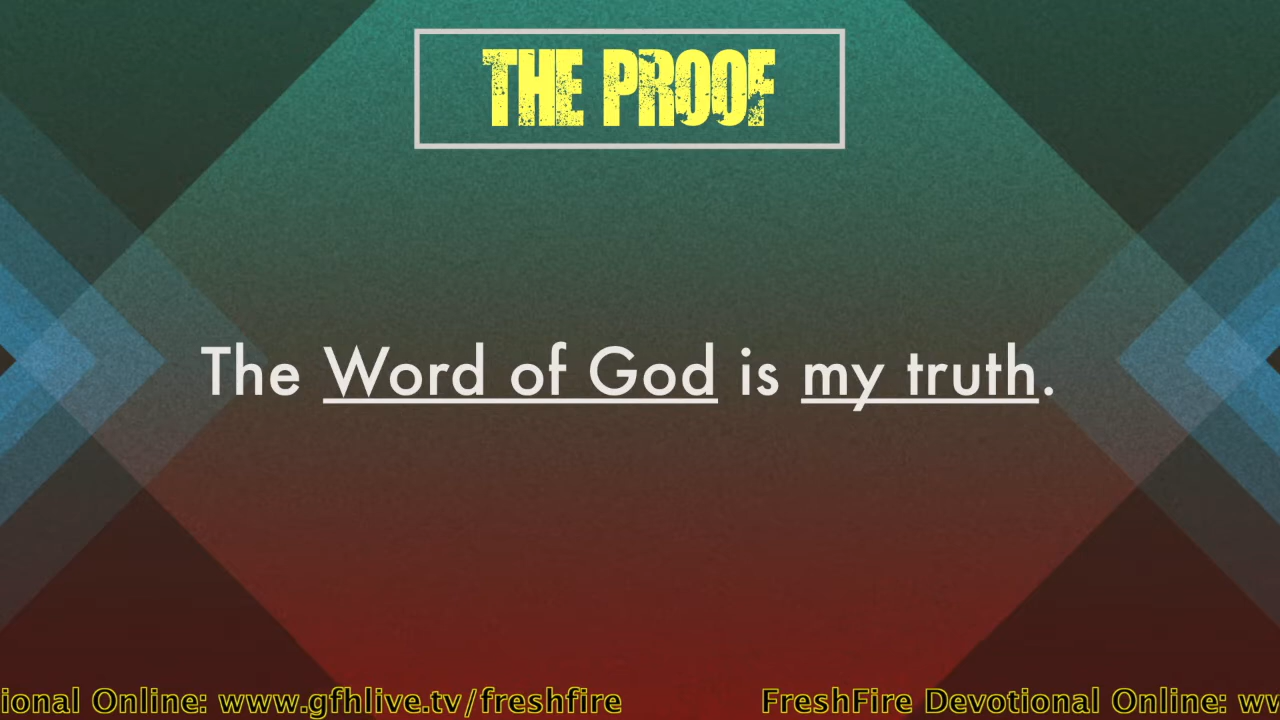 THE PROOF
The Word of God is my truth.
ional Online: www.gfhlive.tv/freshfire FreshFire Devotional Online: ww